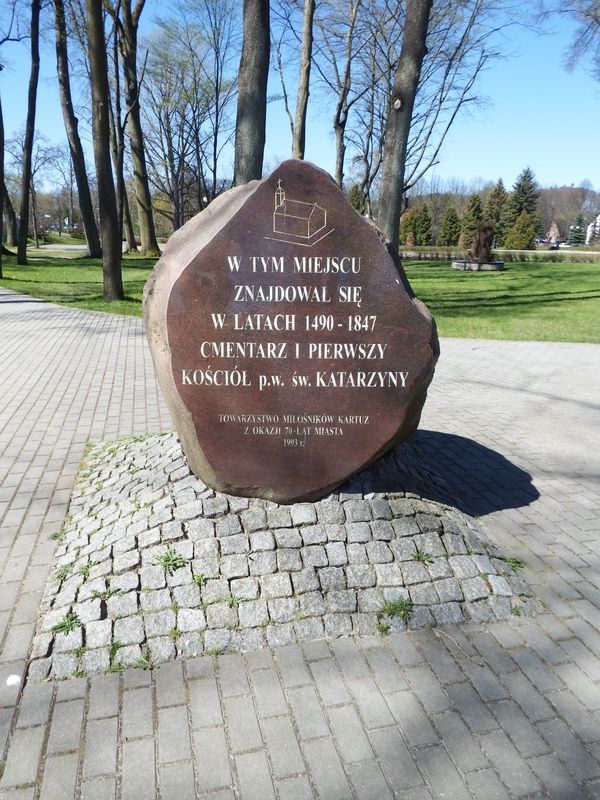 W TYM MIEJSCU
ZNAJDOWAŁ SIĘ
W LATACH 1490 - 1847
CMENTARZ I PIERWSZY
KOŚCIÓŁ p.w. św. KATARZYNY
TOWARZYSTWO MIŁOŚNIKÓW KARTUZ
Z OKAZJI 70-LAT MIASTA
1993 r.